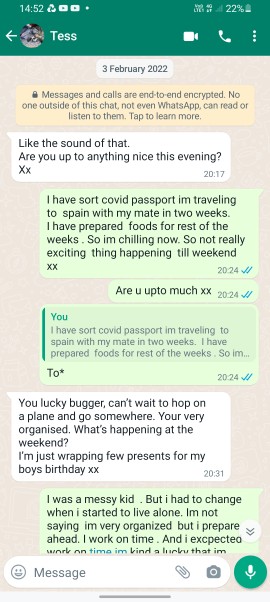 14:52
22%
Tess
3 February 2022
Messages and calls are end-to-end encrypted. No
one outside of this chat, not even WhatsApp, can read or
listen to them. Tap to learn more.
Like the sound of that.
Are you up to anything nice this evening?
Xx
20:17
I have sort covid passport im traveling
to spain with my mate in two weeks.
I have prepared foods for rest of the
weeks . So im chilling now. So not really
exciting thing happening till weekend
xx
20:24
Are u upto much xx 20:24
You
I have sort covid passport im traveling to
spain with my mate in two weeks. I have
prepared foods for rest of the weeks . So im...
To*
20:24
You lucky bugger, can't wait to hop on
a plane and go somewhere. Your very
organised. What's happening at the
weekend?
I'm just wrapping few presents for my
boys birthday xx
20:31
I was a messy kid . But i had to change
when i started to live alone. Im not
saying im very organized but i prepare
ahead. I work on time . And i excpected
work on time im kind a lucky that im
Message